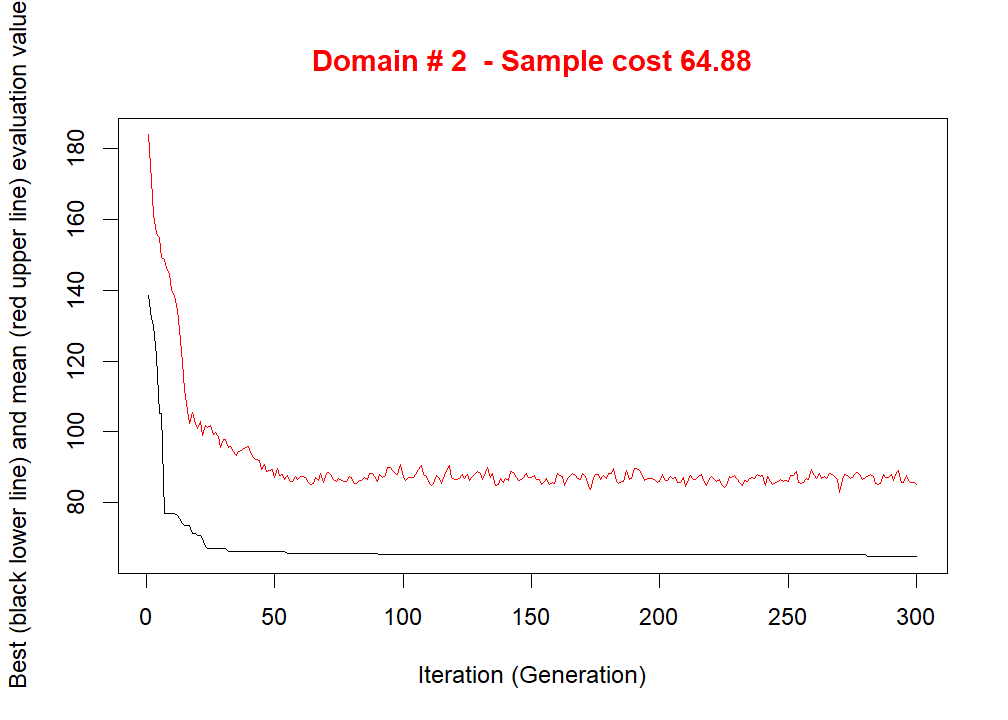 Domain # 2  - Sample cost 64.88
Best (black lower line) and mean (red upper line) evaluation value
180
160
140
120
100
80
0 50 100 150 200 250 300
Iteration (Generation)